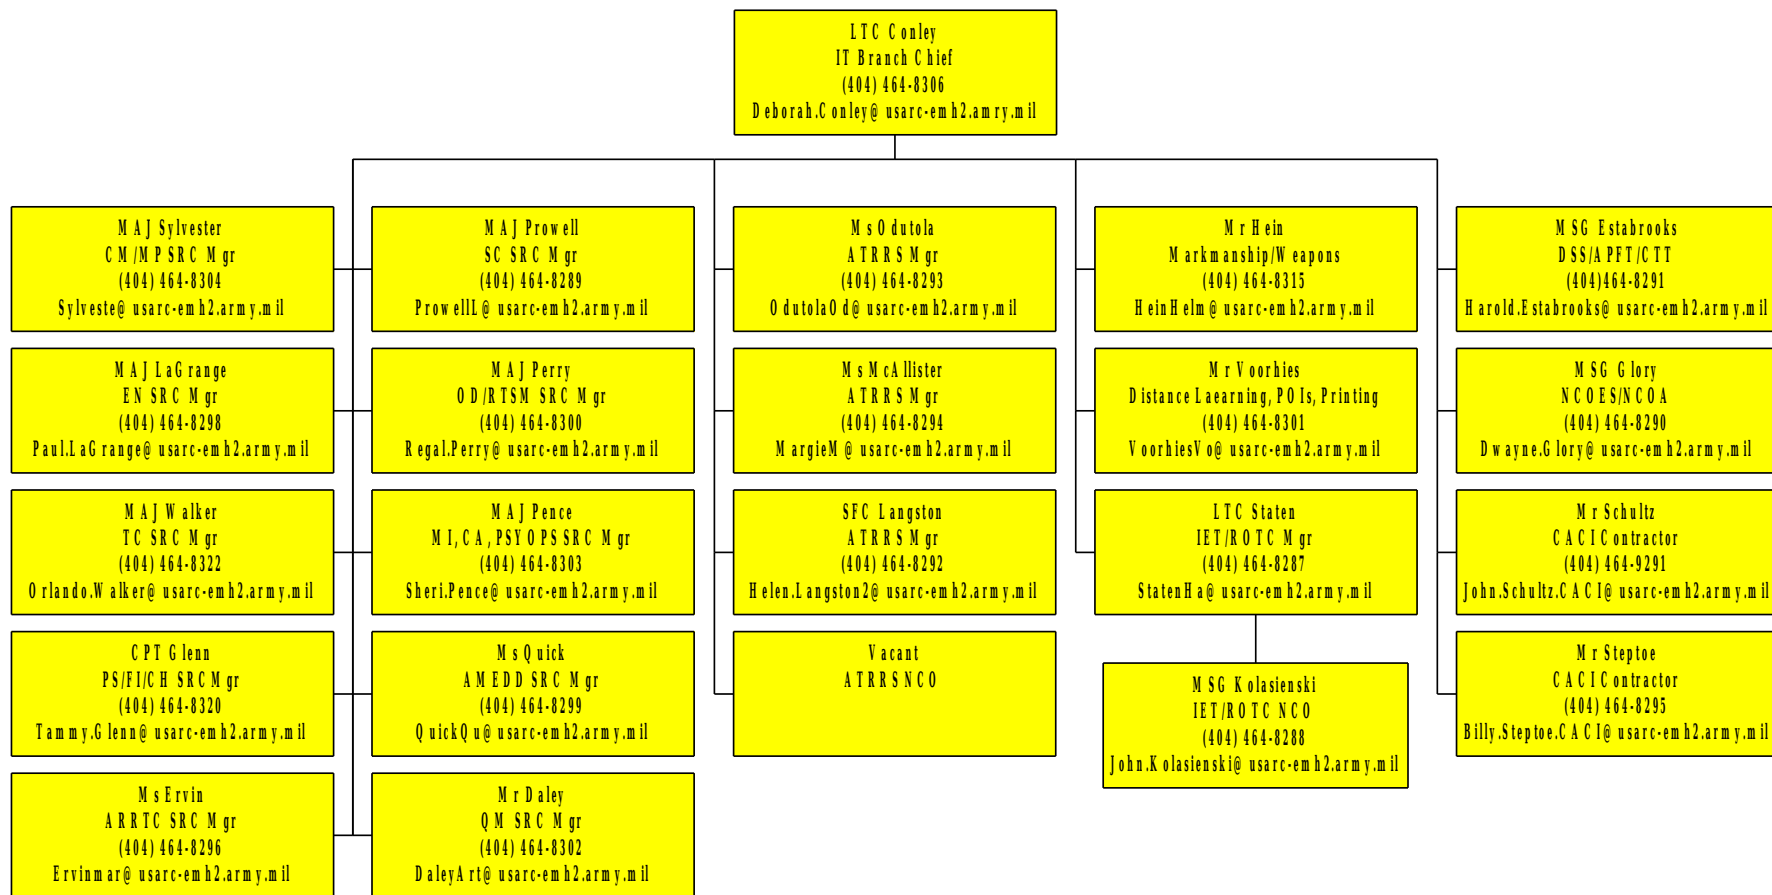 LTC Conley
IT Branch Chief
(404) 464-8306
Deborah.Conley@usarc-emh2.amry.mil
MAJ Sylvester
CM/MP SRC Mgr
(404) 464-8304
Sylveste@usarc-emh2.army.mil
MAJ Prowell
SC SRC Mgr
(404) 464-8289
ProwellL@usarc-emh2.army.mil
Ms Odutola
ATRRS Mgr
(404) 464-8293
OdutolaOd@usarc-emh2.army.mil
Mr Hein
Markmanship/Weapons
(404) 464-8315
HeinHelm@usarc-emh2.army.mil
MSG Estabrooks
DSS/APFT/CTT
(404)464-8291
Harold.Estabrooks@usarc-emh2.army.mil
MAJ LaGrange
EN SRC Mgr
(404) 464-8298
Paul.LaGrange@usarc-emh2.army.mil
MAJ Perry
OD/RTSM SRC Mgr
(404) 464-8300
Regal.Perry@usarc-emh2.army.mil
Ms McAllister
ATRRS Mgr
(404) 464-8294
MargieM@usarc-emh2.army.mil
Mr Voorhies
Distance Laearning, POIs, Printing
(404) 464-8301
VoorhiesVo@usarc-emh2.army.mil
MSG Glory
NCOES/NCOA
(404) 464-8290
Dwayne.Glory@usarc-emh2.army.mil
MAJ Walker
TC SRC Mgr
(404) 464-8322
Orlando.Walker@usarc-emh2.army.mil
MAJ Pence
MI, CA, PSYOPS SRC Mgr
(404) 464-8303
Sheri.Pence@usarc-emh2.army.mil
SFC Langston
ATRRS Mgr
(404) 464-8292
Helen.Langston2@usarc-emh2.army.mil
LTC Staten
IET/ROTC Mgr
(404) 464-8287
StatenHa@usarc-emh2.army.mil
Mr Schultz
CACI Contractor
(404) 464-9291
John.Schultz.CACI@usarc-emh2.army.mil
CPT Glenn
PS/FI/CH SRC Mgr
(404) 464-8320
Tammy.Glenn@usarc-emh2.army.mil
Ms Quick
AMEDD SRC Mgr
(404) 464-8299
QuickQu@usarc-emh2.army.mil
Vacant
ATRRS NCO
MSG Kolasienski
IET/ROTC NCO
(404) 464-8288
John.Kolasienski@usarc-emh2.army.mil
Mr Steptoe
CACI Contractor
(404) 464-8295
Billy.Steptoe.CACI@usarc-emh2.army.mil
Ms Ervin
ARRTC SRC Mgr
(404) 464-8296
Ervinmar@usarc-emh2.army.mil
Mr Daley
QM SRC Mgr
(404) 464-8302
DaleyArt@usarc-emh2.army.mil